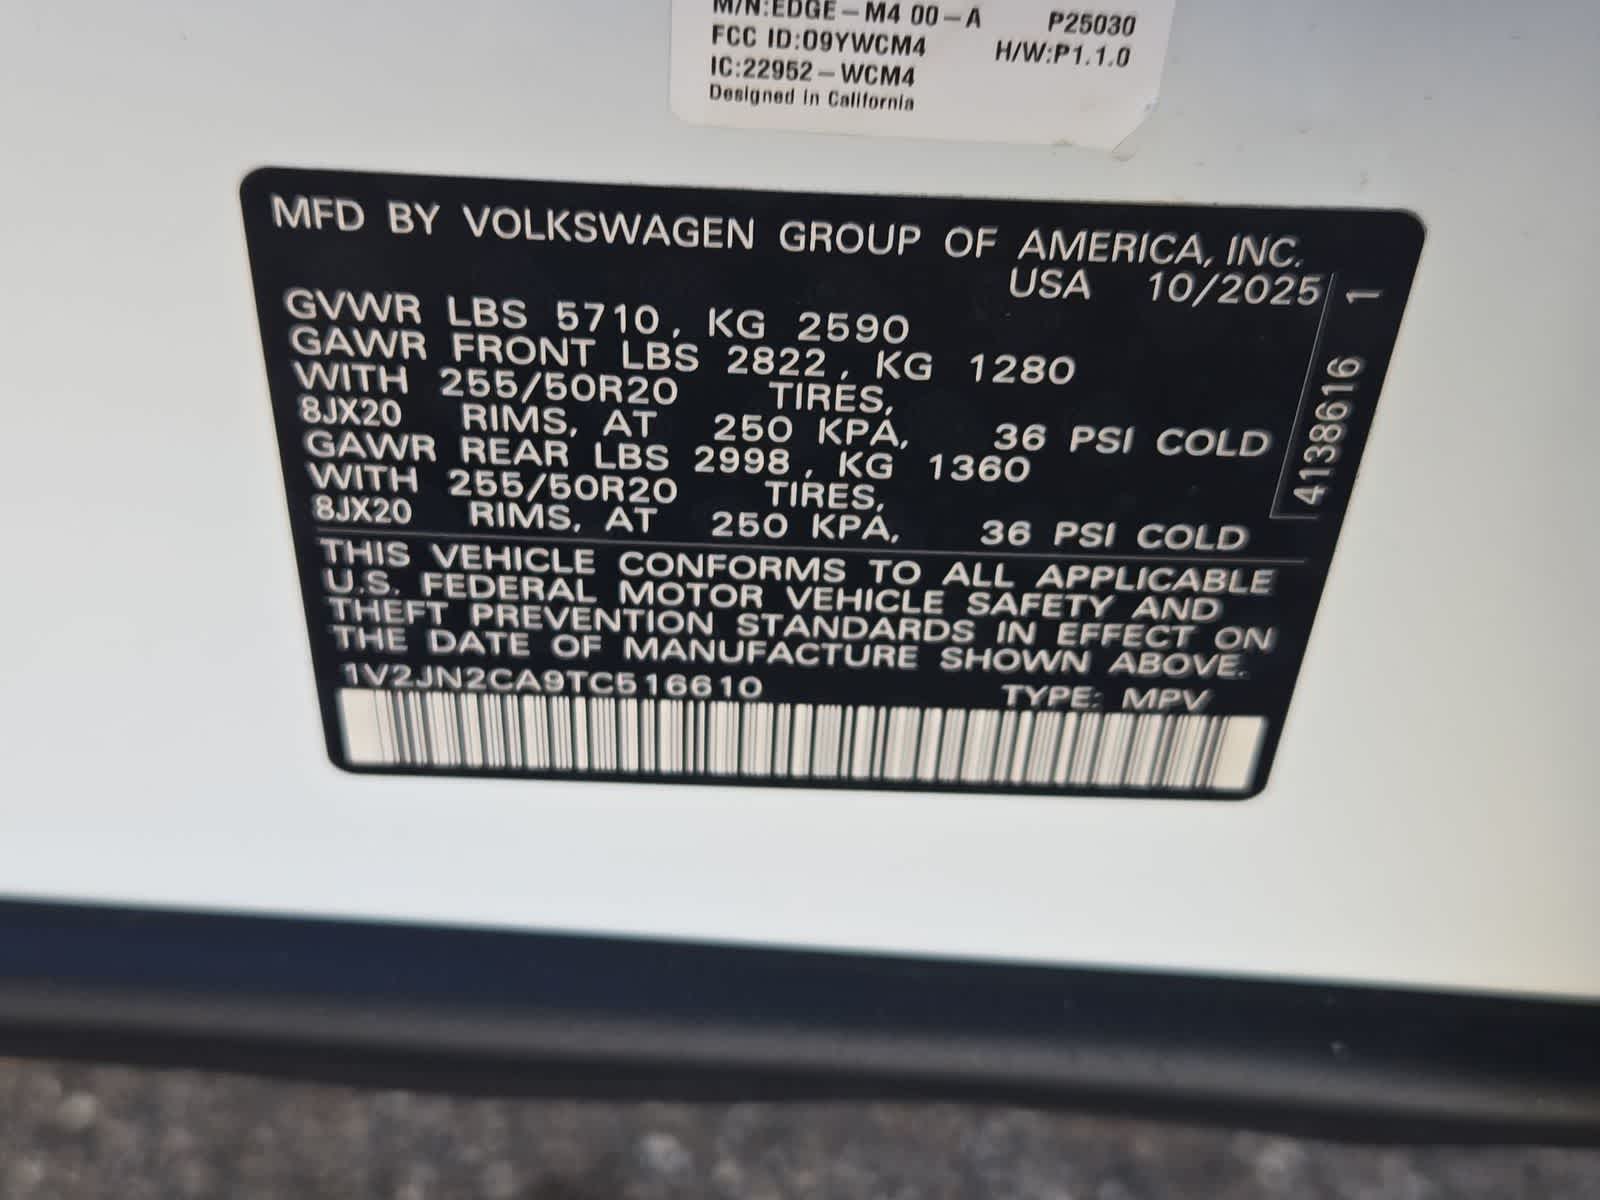 M/N:EDGE-M4 00-A P25030
FCC ID:O9YWCM4 H/W:P1.1.0
IC:22952-WCM4
Designed in California
MFD BY VOLKSWAGEN GROUP OF AMERICA, INC.
USA 10/2025
GVWR LBS 5710, KG 2590
GAWR FRONT LBS 2822, KG 1280
WITH 255/50R20 TIRES,
8JX20 RIMS, AT 250 KPA, 36 PSI COLD
GAWR REAR LBS 2998, KG 1360
WITH 255/50R20 TIRES,
8JX20 RIMS, AT 250 KPA, 36 PSI COLD
4138616 1
THIS VEHICLE CONFORMS TO ALL APPLICABLE
U.S. FEDERAL MOTOR VEHICLE SAFETY AND
THEFT PREVENTION STANDARDS IN EFFECT ON
THE DATE OF MANUFACTURE SHOWN ABOVE.
1V2JN2CA9TC516610 TYPE: MPV